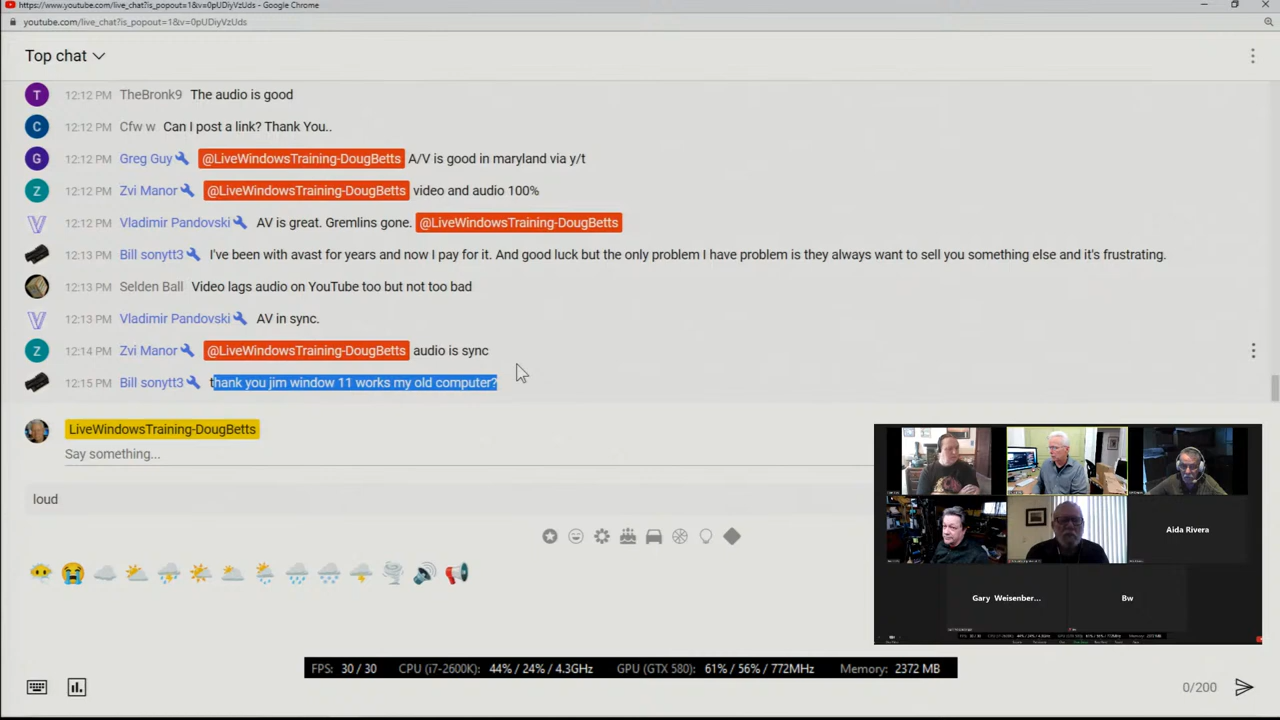 https://www.youtube.com/live_chat?is_popout=1&v=0pUDiyVzUds - Google Chrome
youtube.com/live_chat?is_popout=1&v=0pUDiyVzUds
Top chat
T 12:12 PM TheBronk9 The audio is good
C 12:12 PM Cfw w Can I post a link? Thank You..
G 12:12 PM Greg Guy @LiveWindowsTraining-DougBetts A/V is good in maryland via y/t
Z 12:12 PM Zvi Manor @LiveWindowsTraining-DougBetts video and audio 100%
V 12:12 PM Vladimir Pandovski AV is great. Gremlins gone. @LiveWindowsTraining-DougBetts
12:13 PM Bill sonytt3 I've been with avast for years and now I pay for it. And good luck but the only problem I have problem is they always want to sell you something else and it's frustrating.
12:13 PM Selden Ball Video lags audio on YouTube too but not too bad
V 12:13 PM Vladimir Pandovski AV in sync.
Z 12:14 PM Zvi Manor @LiveWindowsTraining-DougBetts audio is sync
12:15 PM Bill sonytt3 thank you jim window 11 works my old computer?
LiveWindowsTraining-DougBetts
Say something...
loud
Aida Rivera
Gary Weisenber...
Bw
FPS: 30 / 30 CPU (i7-2600K): 44% / 24% / 4.3GHz GPU (GTX 580): 61% / 56% / 772MHz Memory: 2372 MB
0/200